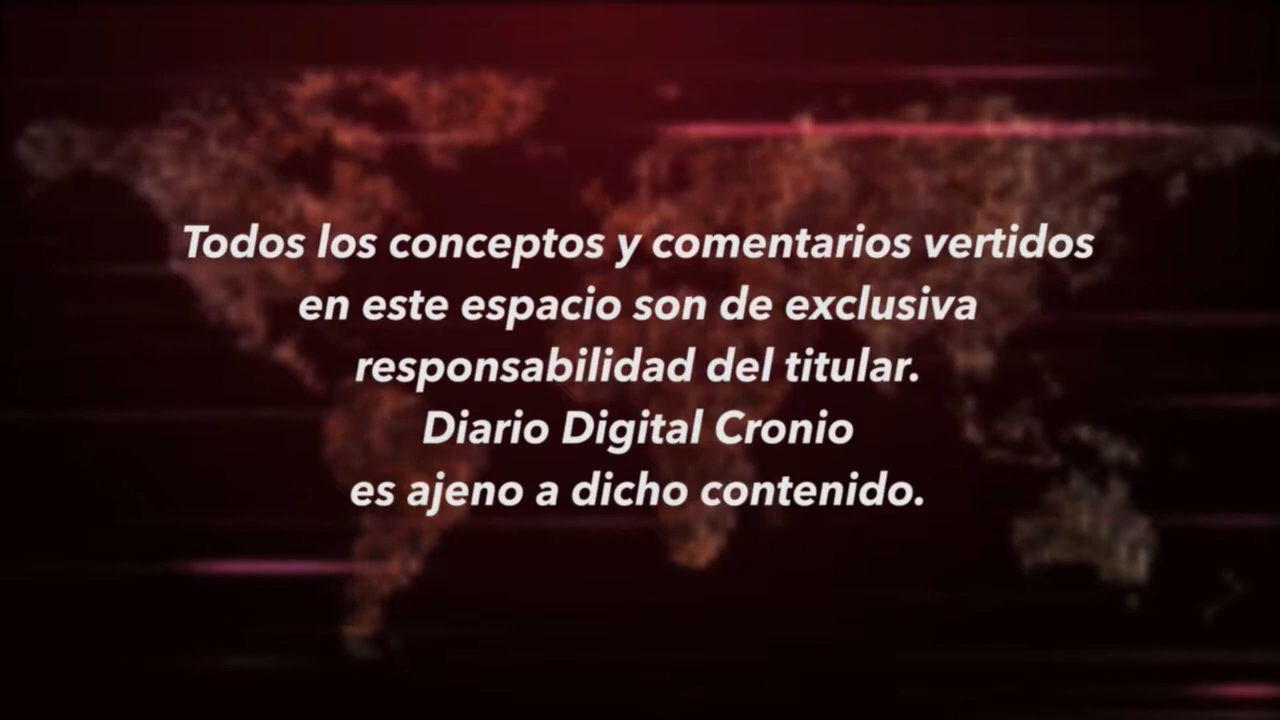 Todos los conceptos y comentarios vertidos
en este espacio son de exclusiva
responsabilidad del titular.
Diario Digital Cronio
es ajeno a dicho contenido.